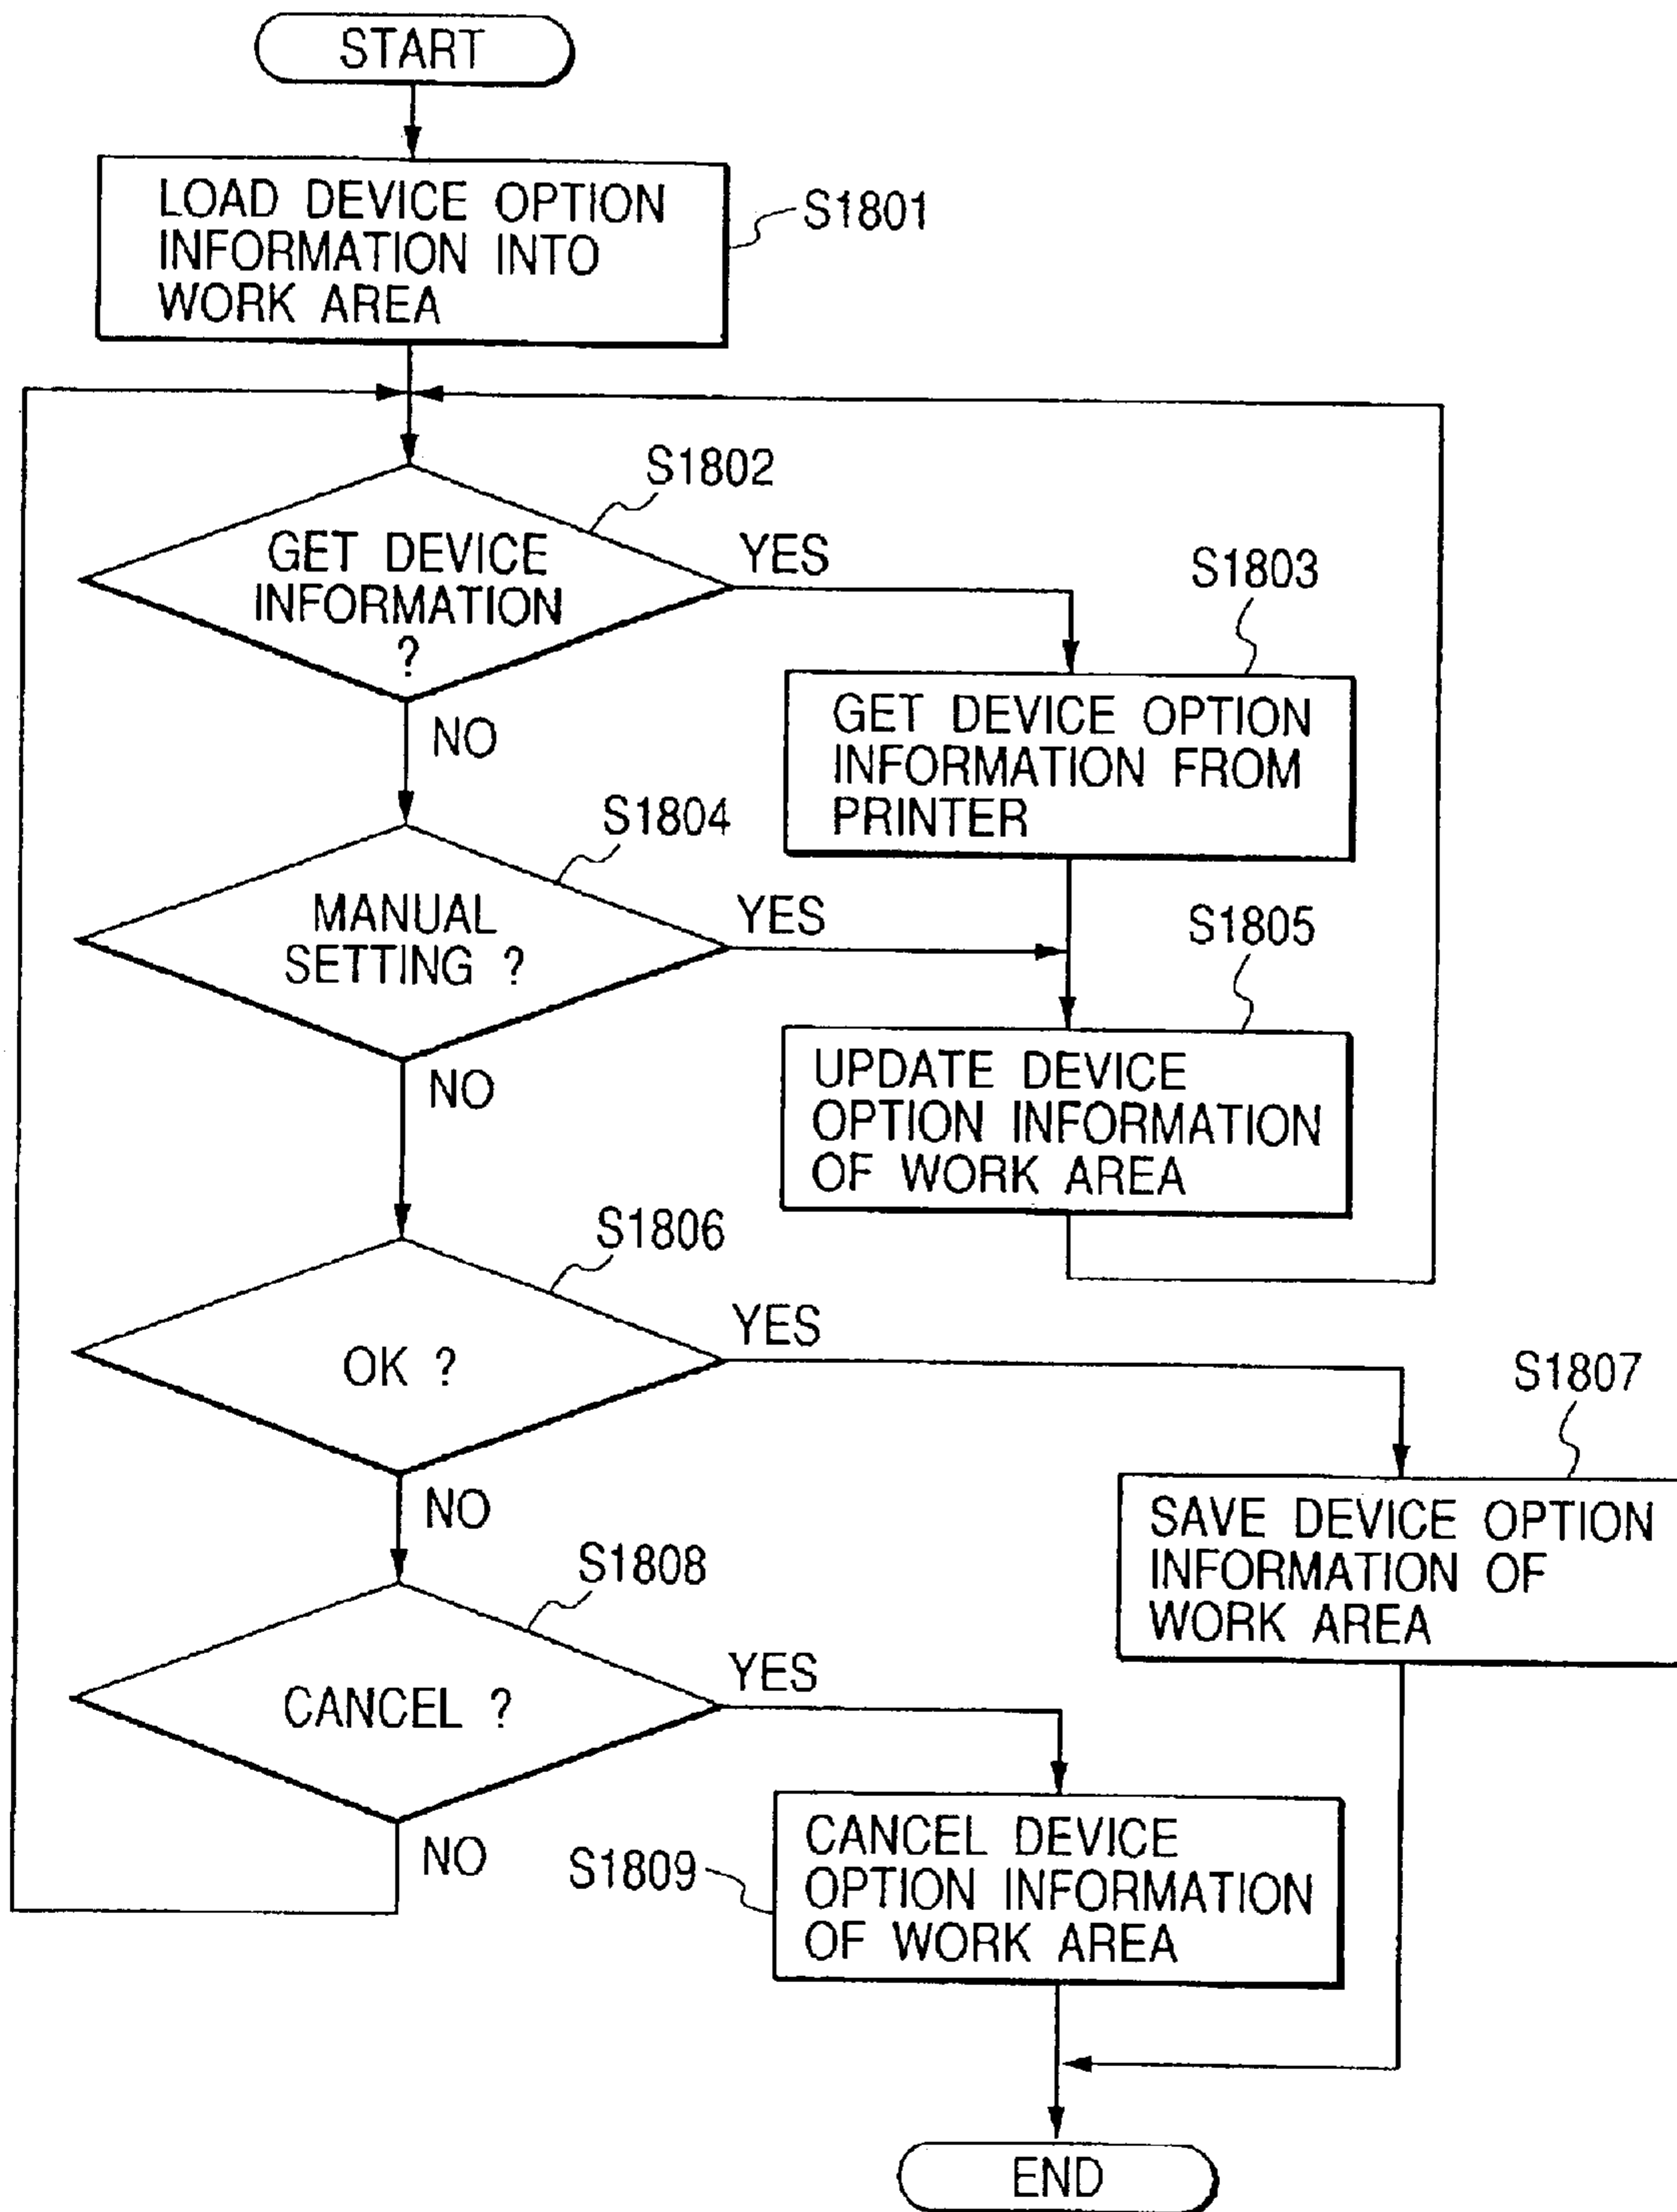 START
LOAD DEVICE OPTION
INFORMATION INTO
WORK AREA
S1801
S1802
GET DEVICE
INFORMATION
?
YES
NO
S1803
GET DEVICE OPTION
INFORMATION FROM
PRINTER
S1804
MANUAL
SETTING ?
YES
NO
S1805
UPDATE DEVICE
OPTION INFORMATION
OF WORK AREA
S1806
OK ?
YES
NO
S1807
SAVE DEVICE OPTION
INFORMATION OF
WORK AREA
S1808
CANCEL ?
YES
NO
S1809
CANCEL DEVICE
OPTION INFORMATION
OF WORK AREA
END